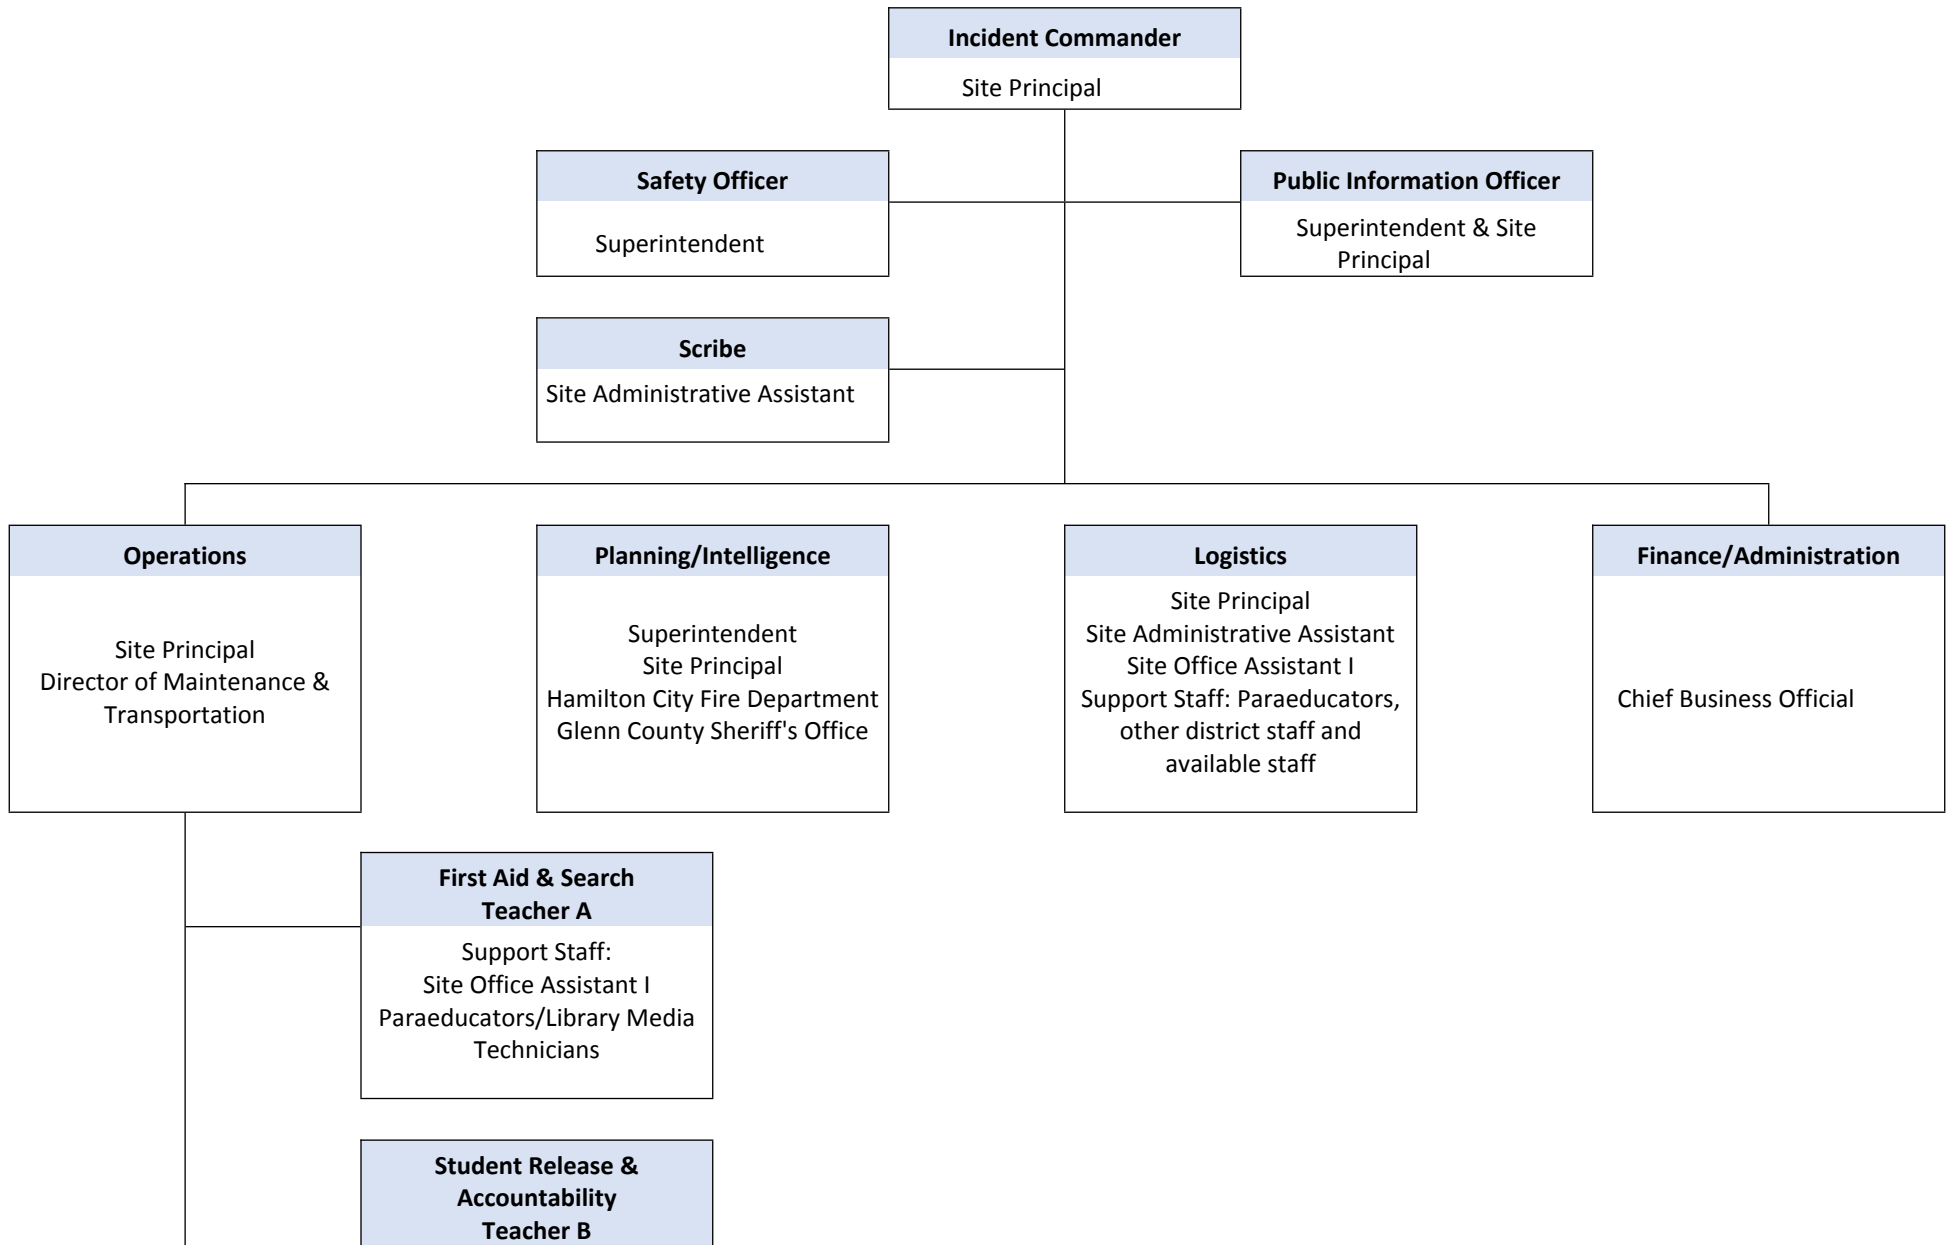 Incident Commander
Site Principal
Safety Officer
Superintendent
Public Information Officer
Superintendent & Site
Principal
Scribe
Site Administrative Assistant
Operations
Site Principal
Director of Maintenance &
Transportation
Planning/Intelligence
Superintendent
Site Principal
Hamilton City Fire Department
Glenn County Sheriff's Office
Logistics
Site Principal
Site Administrative Assistant
Site Office Assistant I
Support Staff: Paraeducators,
other district staff and
available staff
Finance/Administration
Chief Business Official
First Aid & Search
Teacher A
Support Staff:
Site Office Assistant I
Paraeducators/Library Media
Technicians
Student Release &
Accountability
Teacher B